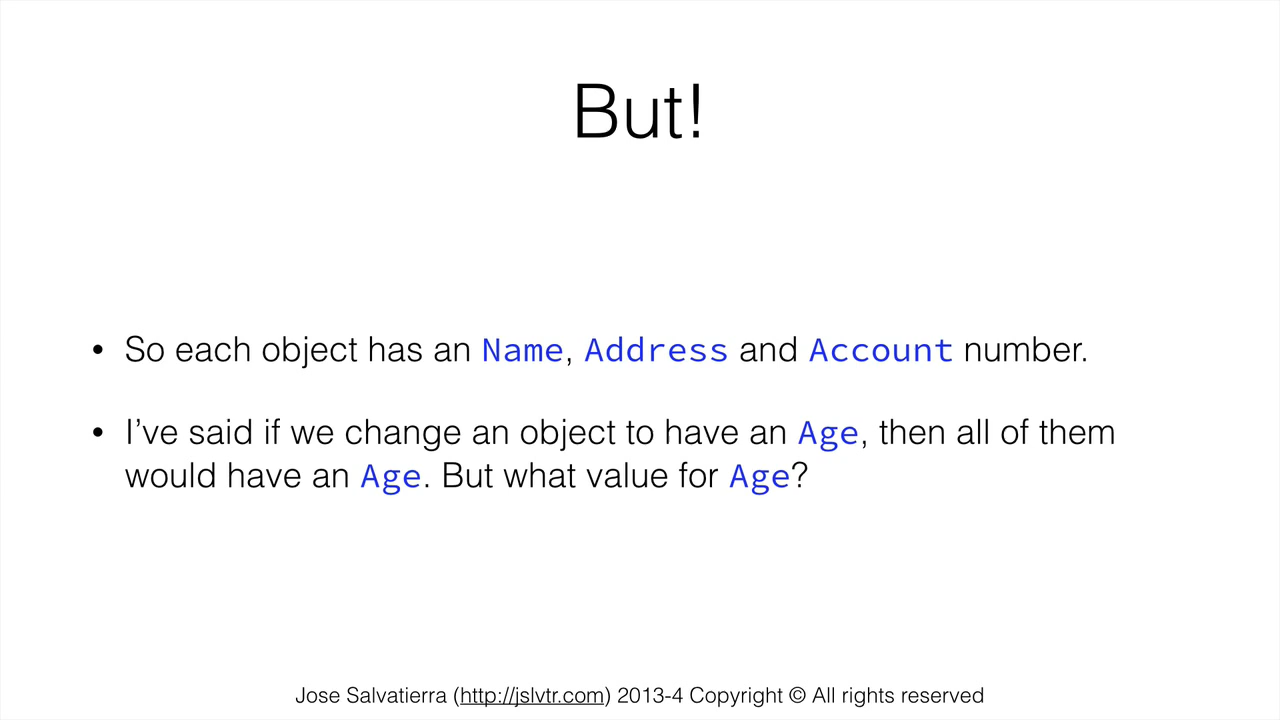 But!
• So each object has an Name, Address and Account number.
• I’ve said if we change an object to have an Age, then all of them
would have an Age. But what value for Age?
Jose Salvatierra (http://jslvtr.com) 2013-4 Copyright © All rights reserved